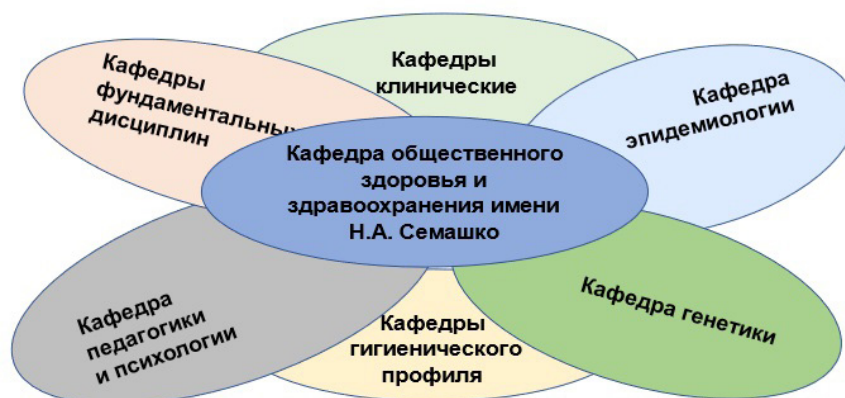 Кафедры
фундаментальных
дисциплин
Кафедры
клинические
Кафедра
эпидемиологии
Кафедра общественного
здоровья и
здравоохранения имени
Н.А. Семашко
Кафедра
педагогики
и психологии
Кафедры
гигиенического
профиля
Кафедра генетики